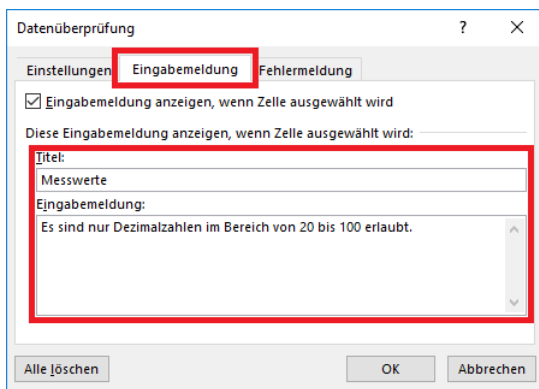 Datenüberprüfung ? ×
Einstellungen Eingabemeldung Fehlermeldung
Eingabemeldung anzeigen, wenn Zelle ausgewählt wird
Diese Eingabemeldung anzeigen, wenn Zelle ausgewählt wird:
Titel:
Messwerte
Eingabemeldung:
Es sind nur Dezimalzahlen im Bereich von 20 bis 100 erlaubt.
Alle löschen OK Abbrechen